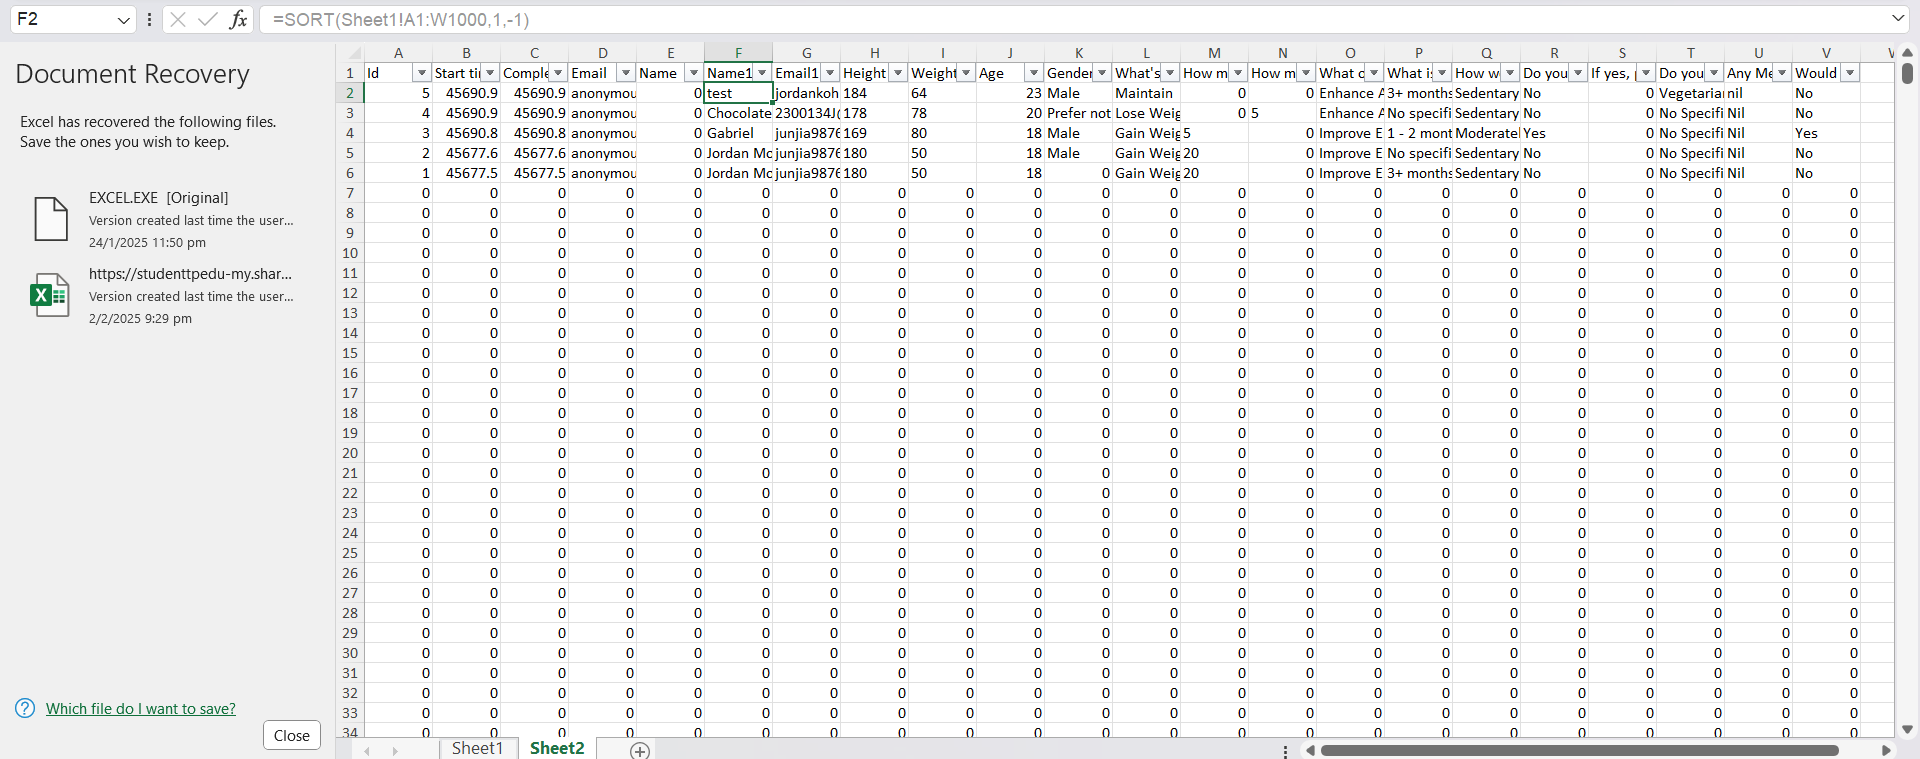 F2 =SORT(Sheet1!A1:W1000,1,-1)
Document Recovery
Excel has recovered the following files.
Save the ones you wish to keep.
EXCEL.EXE [Original]
Version created last time the user...
24/1/2025 11:50 pm
https://studenttpedu-my.shar...
Version created last time the user...
2/2/2025 9:29 pm
Which file do I want to save?
Close
A B C D E F G H I J K L M N O P Q R S T U V
1 Id Start ti Comple Email Name Name1 Email1 Height Weight Age Gender What's How m How m What c What i How w Do you If yes, Do you Any Me Would
2 5 45690.9 45690.9 anonymou 0 test jordankoh 184 64 23 Male Maintain 0 0 Enhance A 3+ months Sedentary No 0 Vegetarian nil No
3 4 45690.9 45690.9 anonymou 0 Chocolate 2300134J( 178 78 20 Prefer not Lose Weig 0 5 Enhance A No specifi Sedentary No 0 No Specifi Nil No
4 3 45690.8 45690.8 anonymou 0 Gabriel junjia9876 169 80 18 Male Gain Weig 5 0 Improve E 1 - 2 mont Moderatel Yes 0 No Specifi Nil Yes
5 2 45677.6 45677.6 anonymou 0 Jordan Mc junjia9876 180 50 18 Male Gain Weig 20 0 Improve E No specifi Sedentary No 0 No Specifi Nil No
6 1 45677.5 45677.5 anonymou 0 Jordan Mc junjia9876 180 50 18 0 Gain Weig 20 0 Improve E 3+ months Sedentary No 0 No Specifi Nil No
7 0 0 0 0 0 0 0 0 0 0 0 0 0 0 0 0 0 0 0 0 0 0
8 0 0 0 0 0 0 0 0 0 0 0 0 0 0 0 0 0 0 0 0 0 0
9 0 0 0 0 0 0 0 0 0 0 0 0 0 0 0 0 0 0 0 0 0 0
10 0 0 0 0 0 0 0 0 0 0 0 0 0 0 0 0 0 0 0 0 0 0
11 0 0 0 0 0 0 0 0 0 0 0 0 0 0 0 0 0 0 0 0 0 0
12 0 0 0 0 0 0 0 0 0 0 0 0 0 0 0 0 0 0 0 0 0 0
13 0 0 0 0 0 0 0 0 0 0 0 0 0 0 0 0 0 0 0 0 0 0
14 0 0 0 0 0 0 0 0 0 0 0 0 0 0 0 0 0 0 0 0 0 0
15 0 0 0 0 0 0 0 0 0 0 0 0 0 0 0 0 0 0 0 0 0 0
16 0 0 0 0 0 0 0 0 0 0 0 0 0 0 0 0 0 0 0 0 0 0
17 0 0 0 0 0 0 0 0 0 0 0 0 0 0 0 0 0 0 0 0 0 0
18 0 0 0 0 0 0 0 0 0 0 0 0 0 0 0 0 0 0 0 0 0 0
19 0 0 0 0 0 0 0 0 0 0 0 0 0 0 0 0 0 0 0 0 0 0
20 0 0 0 0 0 0 0 0 0 0 0 0 0 0 0 0 0 0 0 0 0 0
21 0 0 0 0 0 0 0 0 0 0 0 0 0 0 0 0 0 0 0 0 0 0
22 0 0 0 0 0 0 0 0 0 0 0 0 0 0 0 0 0 0 0 0 0 0
23 0 0 0 0 0 0 0 0 0 0 0 0 0 0 0 0 0 0 0 0 0 0
24 0 0 0 0 0 0 0 0 0 0 0 0 0 0 0 0 0 0 0 0 0 0
25 0 0 0 0 0 0 0 0 0 0 0 0 0 0 0 0 0 0 0 0 0 0
26 0 0 0 0 0 0 0 0 0 0 0 0 0 0 0 0 0 0 0 0 0 0
27 0 0 0 0 0 0 0 0 0 0 0 0 0 0 0 0 0 0 0 0 0 0
28 0 0 0 0 0 0 0 0 0 0 0 0 0 0 0 0 0 0 0 0 0 0
29 0 0 0 0 0 0 0 0 0 0 0 0 0 0 0 0 0 0 0 0 0 0
30 0 0 0 0 0 0 0 0 0 0 0 0 0 0 0 0 0 0 0 0 0 0
31 0 0 0 0 0 0 0 0 0 0 0 0 0 0 0 0 0 0 0 0 0 0
32 0 0 0 0 0 0 0 0 0 0 0 0 0 0 0 0 0 0 0 0 0 0
33 0 0 0 0 0 0 0 0 0 0 0 0 0 0 0 0 0 0 0 0 0 0
34 0 0 0 0 0 0 0 0 0 0 0 0 0 0 0 0 0 0 0 0 0 0
Sheet1 Sheet2